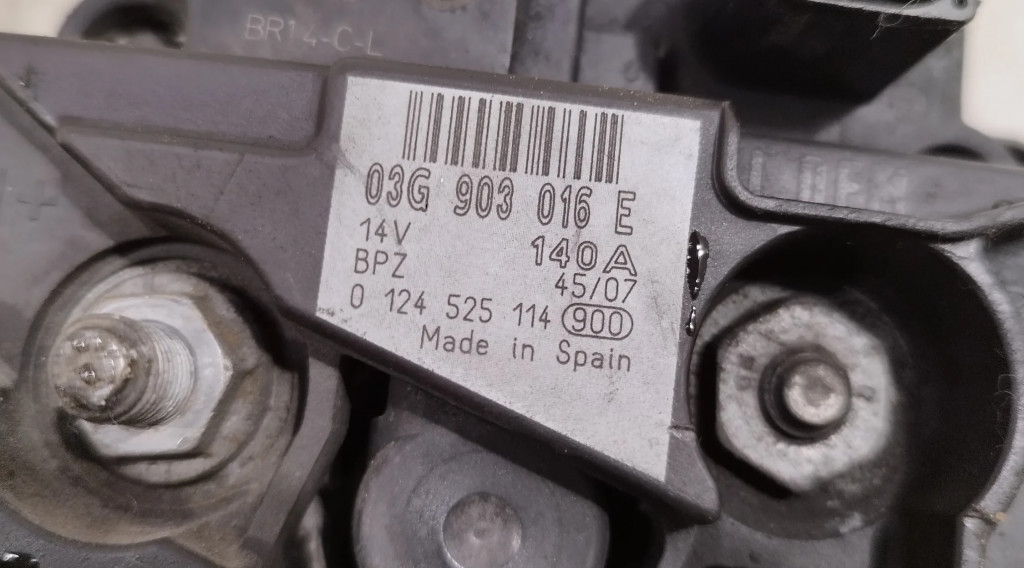 BR14-C-L
03G 903 016 E
14V 140A
BPZ 45/07
0 124 525 114 900
Made in Spain